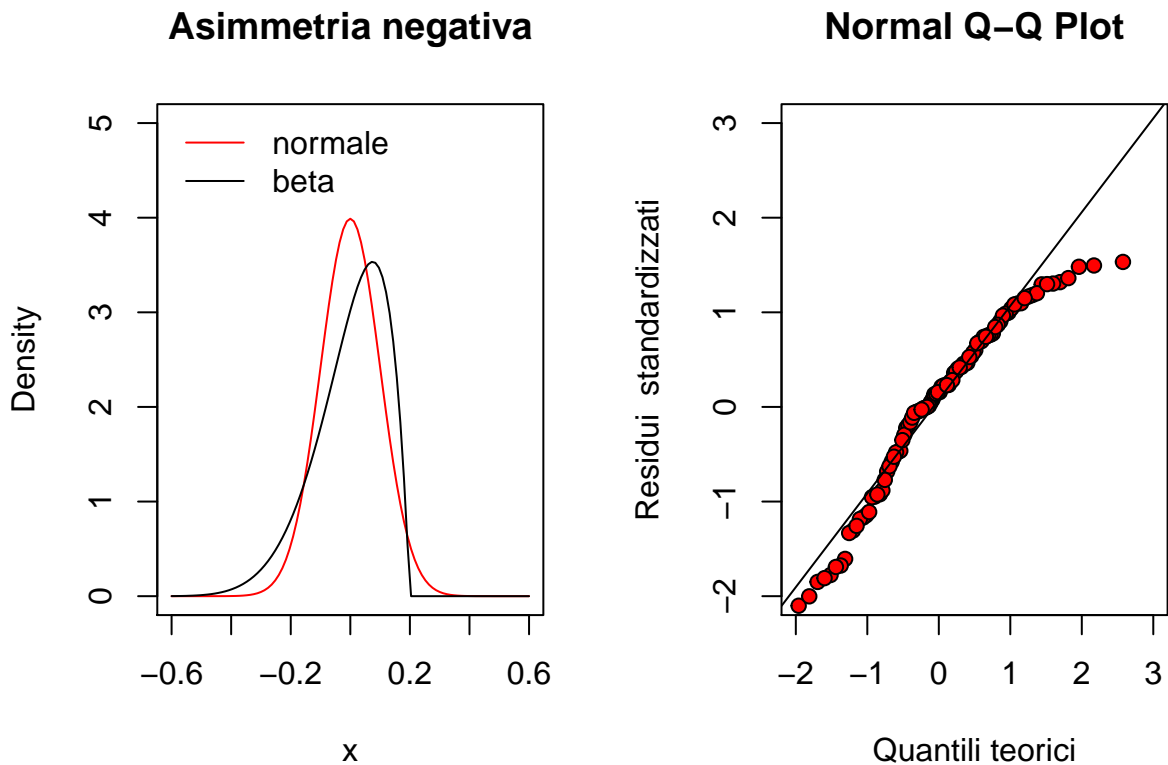 Asimmetria negativa
normale
beta
Density
5
4
3
2
1
0
−0.6
−0.2
0.2
0.6
x
Normal Q−Q Plot
Residui  standardizzati
3
2
1
0
−1
−2
−2
−1
0
1
2
3
Quantili teorici